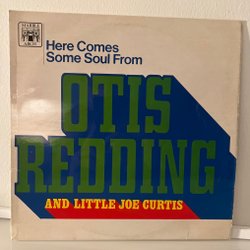 Here Comes
Some Soul From
OTIS
REDDING
AND LITTLE JOE CURTIS